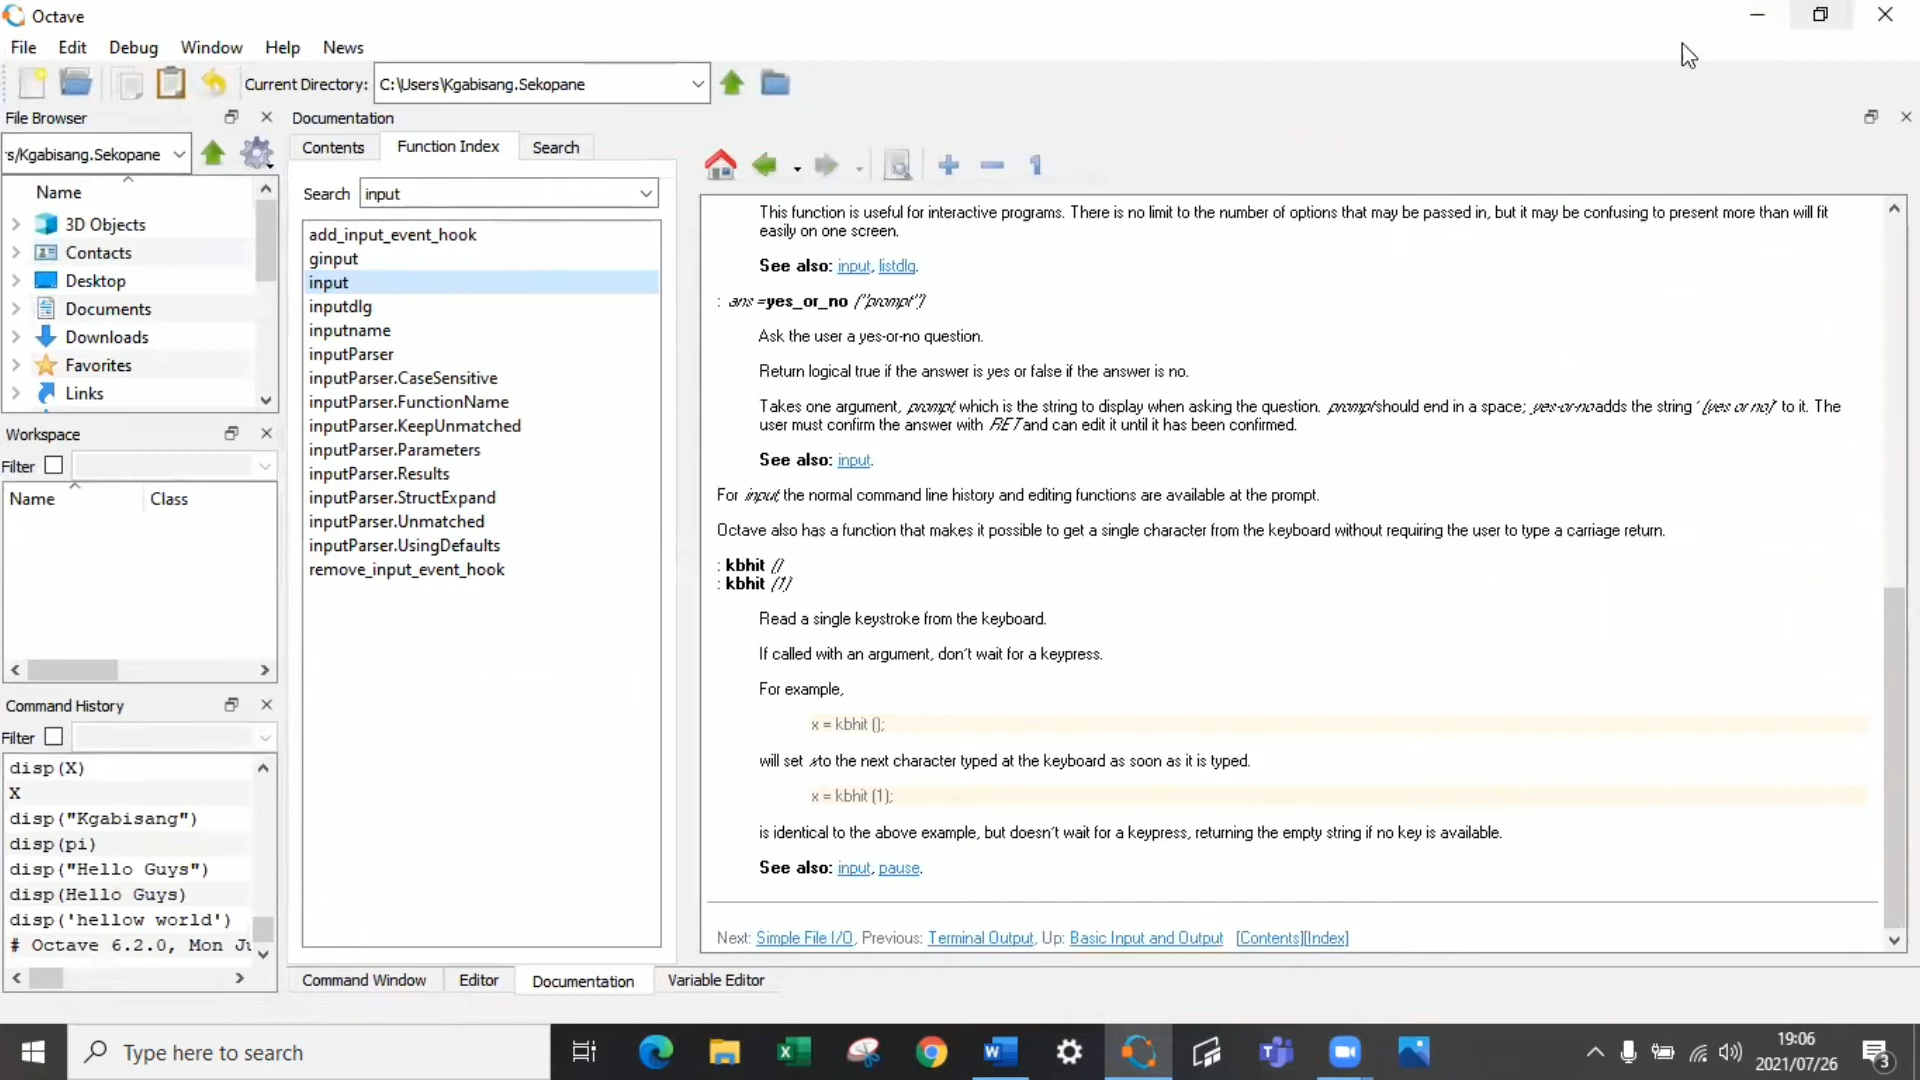 Octave
File Edit Debug Window Help News
Current Directory: C:\Users\Kgabisang.Sekopane
File Browser
s/Kgabisang.Sekopane
Name
3D Objects
Contacts
Desktop
Documents
Downloads
Favorites
Links
Workspace
Filter
Name Class
Command History
Filter
disp(X)
X
disp("Kgabisang")
disp(pi)
disp("Hello Guys")
disp(Hello Guys)
disp('hellow world')
# Octave 6.2.0, Mon Ju
Documentation
Contents Function Index Search
Search input
add_input_event_hook
ginput
input
inputdlg
inputname
inputParser
inputParser.CaseSensitive
inputParser.FunctionName
inputParser.KeepUnmatched
inputParser.Parameters
inputParser.Results
inputParser.StructExpand
inputParser.Unmatched
inputParser.UsingDefaults
remove_input_event_hook
This function is useful for interactive programs. There is no limit to the number of options that may be passed in, but it may be confusing to present more than will fit
easily on one screen.
See also: input, listdlg.
: ans =yes_or_no ("prompt")
Ask the user a yes-or-no question.
Return logical true if the answer is yes or false if the answer is no.
Takes one argument, prompt, which is the string to display when asking the question. prompt should end in a space; yes-or-no adds the string '(yes or no)' to it. The
user must confirm the answer with RET and can edit it until it has been confirmed.
See also: input.
For input, the normal command line history and editing functions are available at the prompt.
Octave also has a function that makes it possible to get a single character from the keyboard without requiring the user to type a carriage return.
: kbhit ()
: kbhit (1)
Read a single keystroke from the keyboard.
If called with an argument, don't wait for a keypress.
For example,
x = kbhit ();
will set x to the next character typed at the keyboard as soon as it is typed.
x = kbhit (1);
is identical to the above example, but doesn't wait for a keypress, returning the empty string if no key is available.
See also: input, pause.
Next: Simple File I/O, Previous: Terminal Output, Up: Basic Input and Output [Contents][Index]
Command Window Editor Documentation Variable Editor
Type here to search
19:06
2021/07/26
3